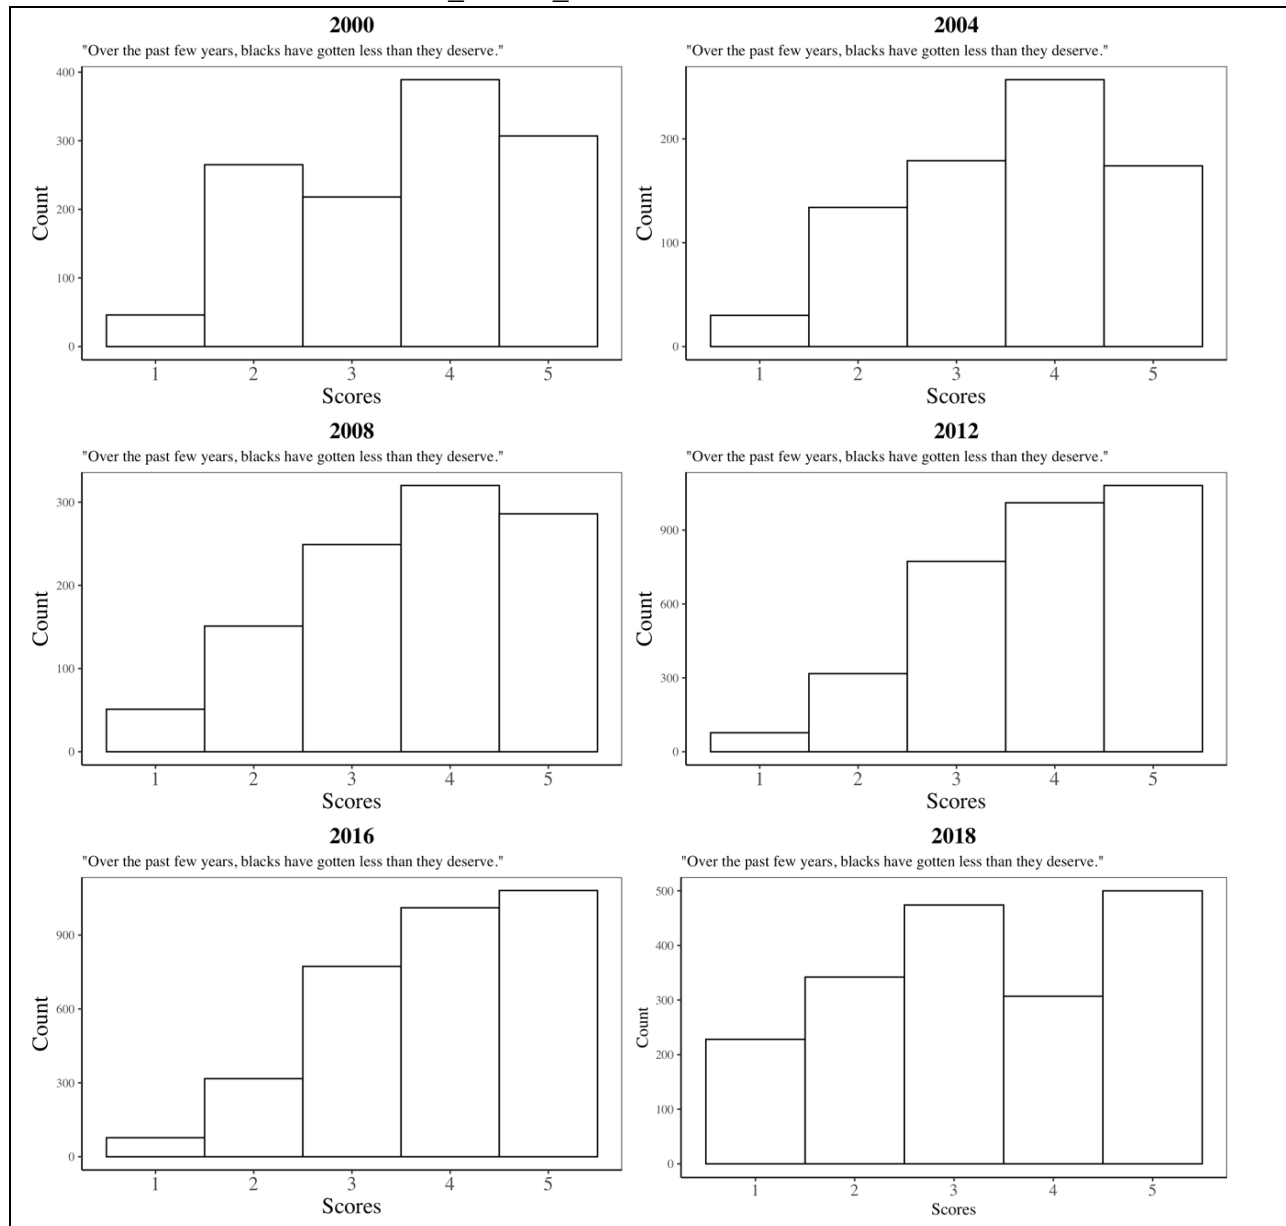 2000
"Over the past few years, blacks have gotten less than they deserve."
400
300
200
100
0
Count
1 2 3 4 5
Scores
2004
"Over the past few years, blacks have gotten less than they deserve."
200
100
0
Count
1 2 3 4 5
Scores
2008
"Over the past few years, blacks have gotten less than they deserve."
300
200
100
0
Count
1 2 3 4 5
Scores
2012
"Over the past few years, blacks have gotten less than they deserve."
900
600
300
0
Count
1 2 3 4 5
Scores
2016
"Over the past few years, blacks have gotten less than they deserve."
900
600
300
0
Count
1 2 3 4 5
Scores
2018
"Over the past few years, blacks have gotten less than they deserve."
500
400
300
200
100
0
Count
1 2 3 4 5
Scores